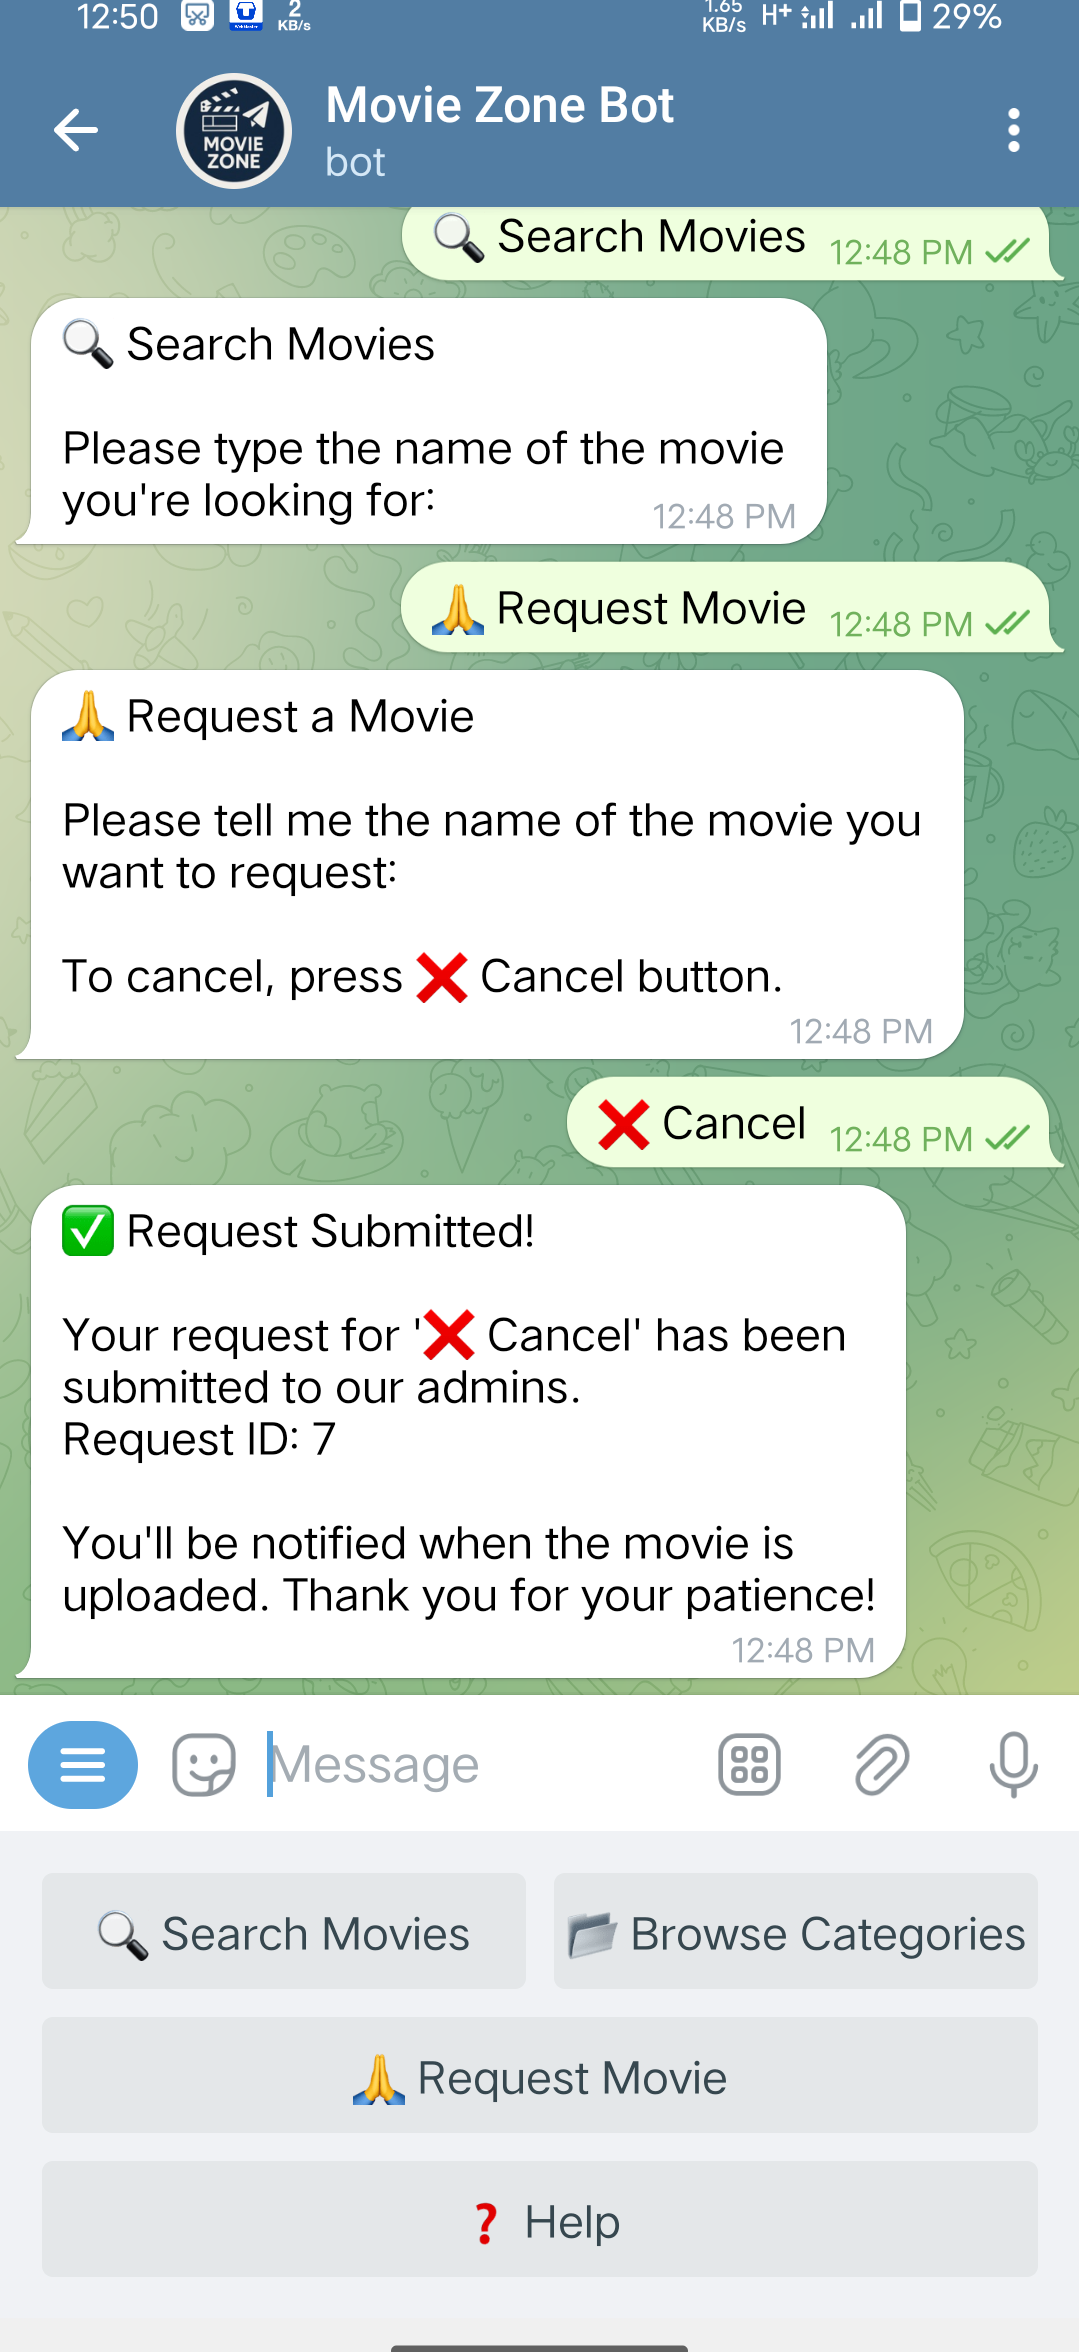 12:50
2
KB/s
1.65
KB/s
H+
29%
MOVIE
ZONE
Movie Zone Bot
bot
🔍 Search Movies 12:48 PM
🔍 Search Movies
Please type the name of the movie
you're looking for: 12:48 PM
🙏 Request Movie 12:48 PM
🙏 Request a Movie
Please tell me the name of the movie you
want to request:
To cancel, press ❌ Cancel button.
12:48 PM
❌ Cancel 12:48 PM
✅ Request Submitted!
Your request for '❌ Cancel' has been
submitted to our admins.
Request ID: 7
You'll be notified when the movie is
uploaded. Thank you for your patience!
12:48 PM
Message
🔍 Search Movies
📂 Browse Categories
🙏 Request Movie
❓ Help